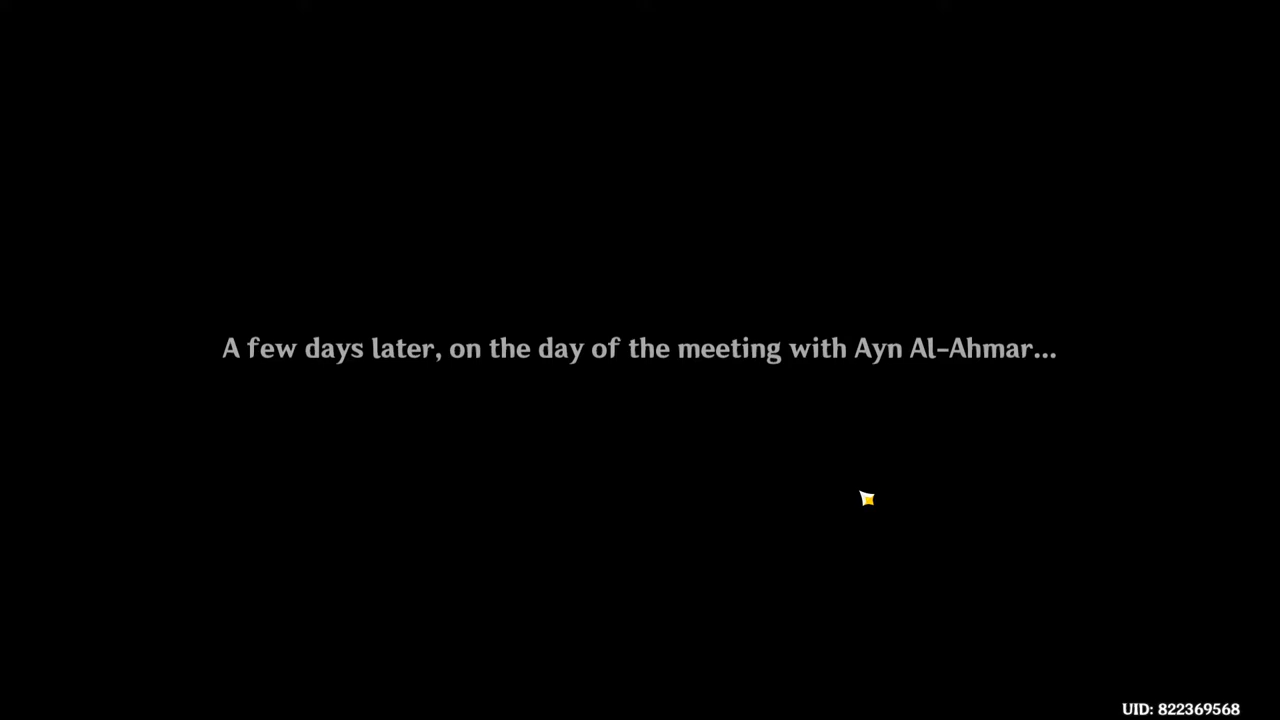 A few days later, on the day of the meeting with Ayn Al-Ahmar...
UID: 822369568